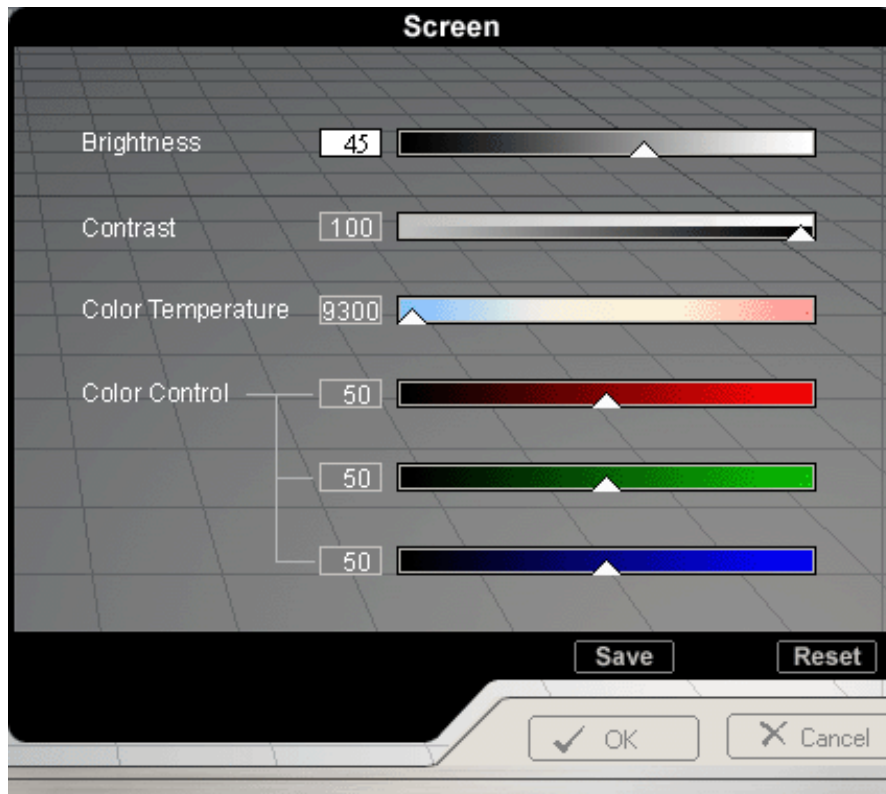 Screen
Brightness 45
Contrast 100
Color Temperature 9300
Color Control 50
50
50
Save Reset
OK Cancel